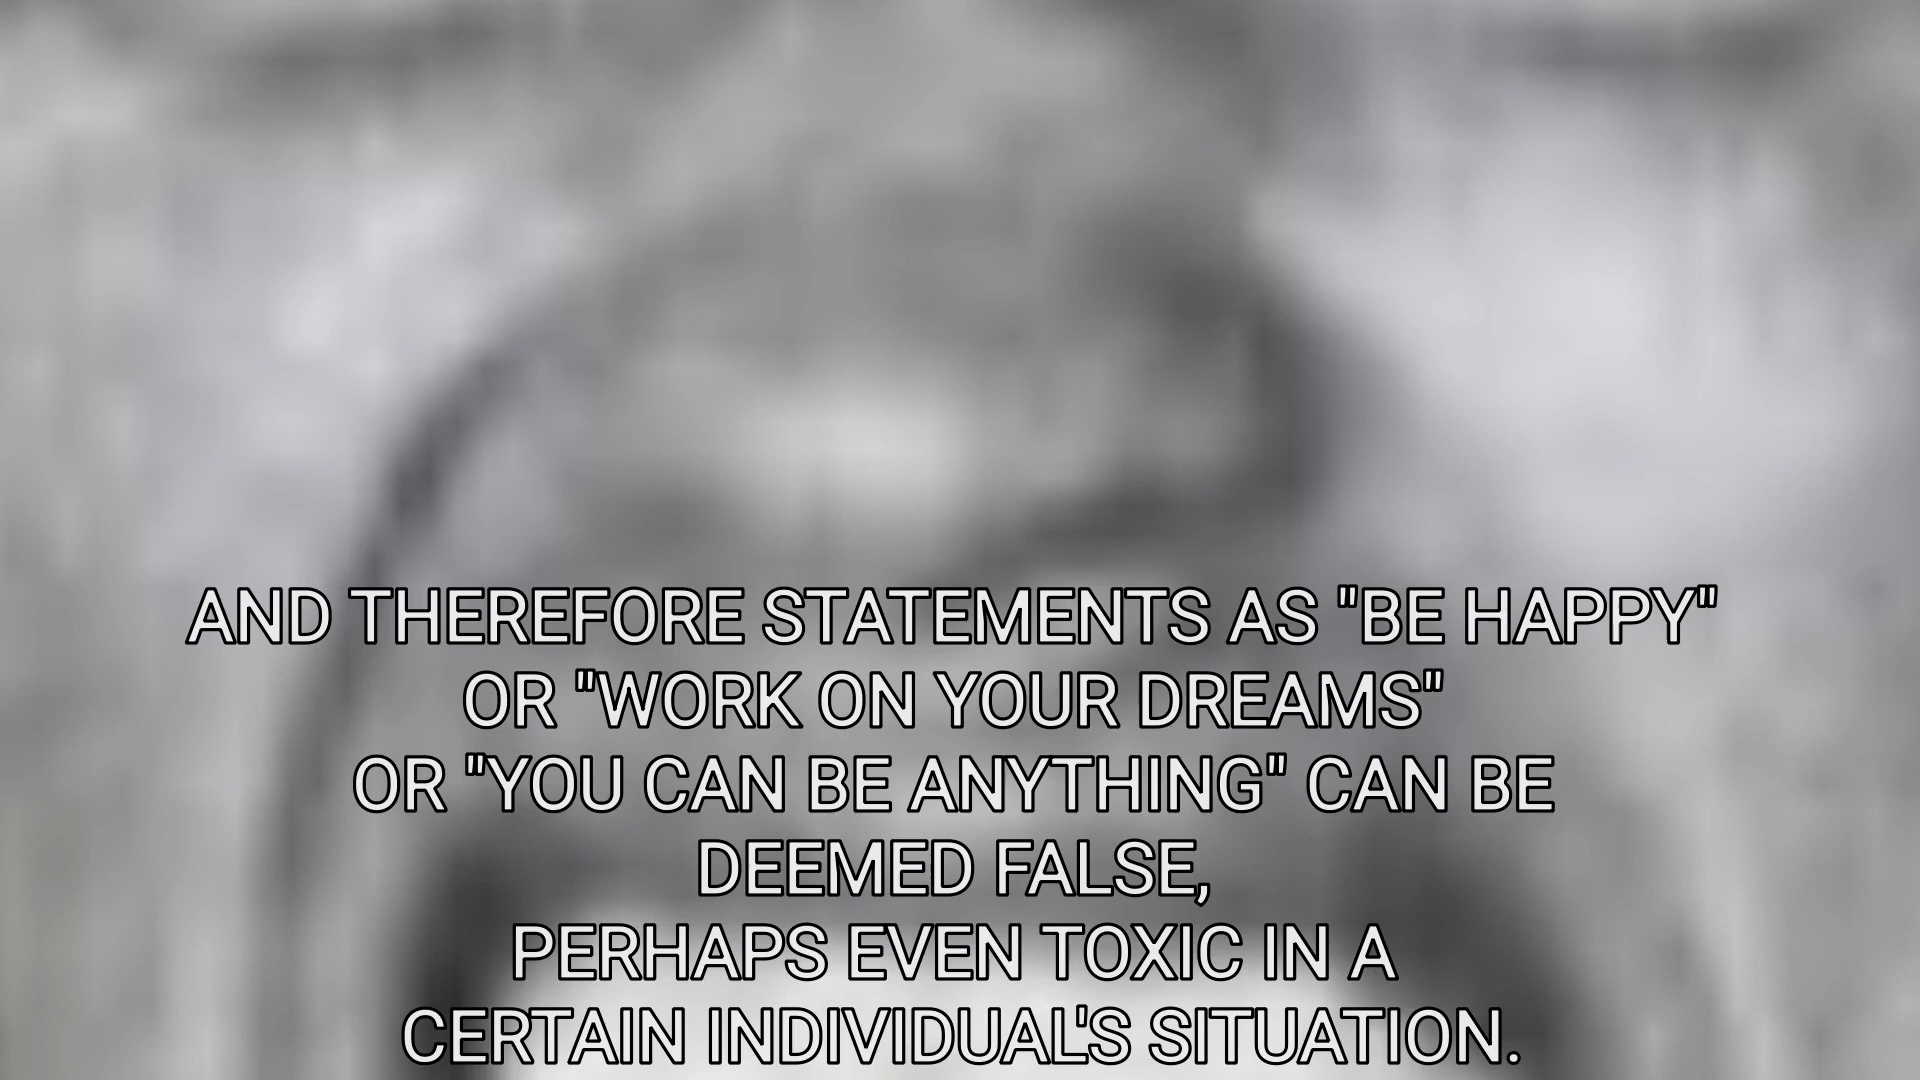 AND THEREFORE STATEMENTS AS "BE HAPPY"
OR "WORK ON YOUR DREAMS"
OR "YOU CAN BE ANYTHING" CAN BE
DEEMED FALSE,
PERHAPS EVEN TOXIC IN A
CERTAIN INDIVIDUAL'S SITUATION.